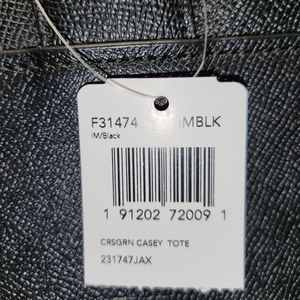 F31474 IMBLK
IM/Black
1 91202 72009 1
CRSGRN CASEY TOTE
231747JAX